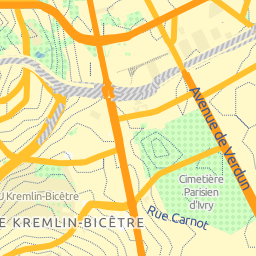 Avenue de Verdun
Cimetière
Parisien
d'Ivry
U Kremlin-Bicêtre
E KREMLIN-BICÊTRE
Rue Carnot